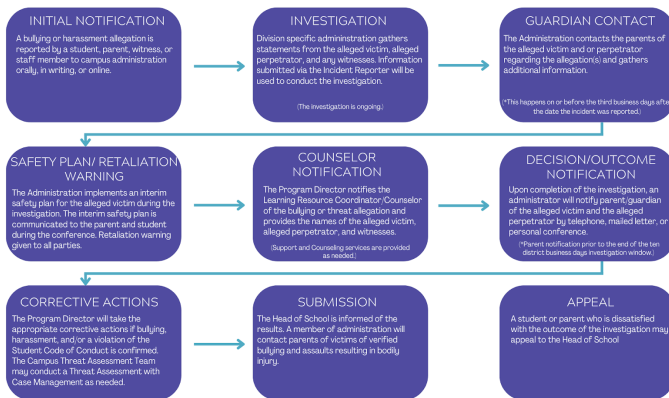 INITIAL NOTIFICATION
A bullying or harassment allegation is
reported by a student, parent, witness, or
staff member to campus administration
orally, in writing, or online.
INVESTIGATION
Division specific admininstration gathers
statements from the alleged victim, alleged
perpetrator, and any witnesses. Information
submitted via the Incident Reporter will be
used to conduct the investigation.
(The investigation is ongoing.)
GUARDIAN CONTACT
The Administration contacts the parents of
the alleged victim and or perpetrator
regarding the allegation(s) and gathers
additional information.
(*This happens on or before the third business days after
the date the incident was reported.)
SAFETY PLAN/ RETALIATION
WARNING
The Administration implements an interim
safety plan for the alleged victim during the
investigation. The interim safety plan is
communicated to the parent and student
during the conference. Retaliation warning
given to all parties.
COUNSELOR
NOTIFICATION
The Program Director notifies the
Learning Resource Coordinator/Counselor
of the bullying or threat allegation and
provides the names of the alleged victim,
alleged perpetrator, and witnesses.
(Support and Counseling services are provided
as needed.)
DECISION/OUTCOME
NOTIFICATION
Upon completion of the investigation, an
administrator will notify parent/guardian
of the alleged victim and the alleged
perpetrator by telephone, mailed letter, or
personal conference.
(*Parent notification prior to the end of the ten
district business days investigation window.)
CORRECTIVE ACTIONS
The Program Director will take the
appropriate corrective actions if bullying,
harassment, and/or a violation of the
Student Code of Conduct is confirmed.
The Campus Threat Assessment Team
may conduct a Threat Assessment with
Case Management as needed.
SUBMISSION
The Head of School is informed of the
results. A member of administration will
contact parents of victims of verified
bullying and assaults resulting in bodily
injury.
APPEAL
A student or parent who is dissatisfied
with the outcome of the investigation may
appeal to the Head of School